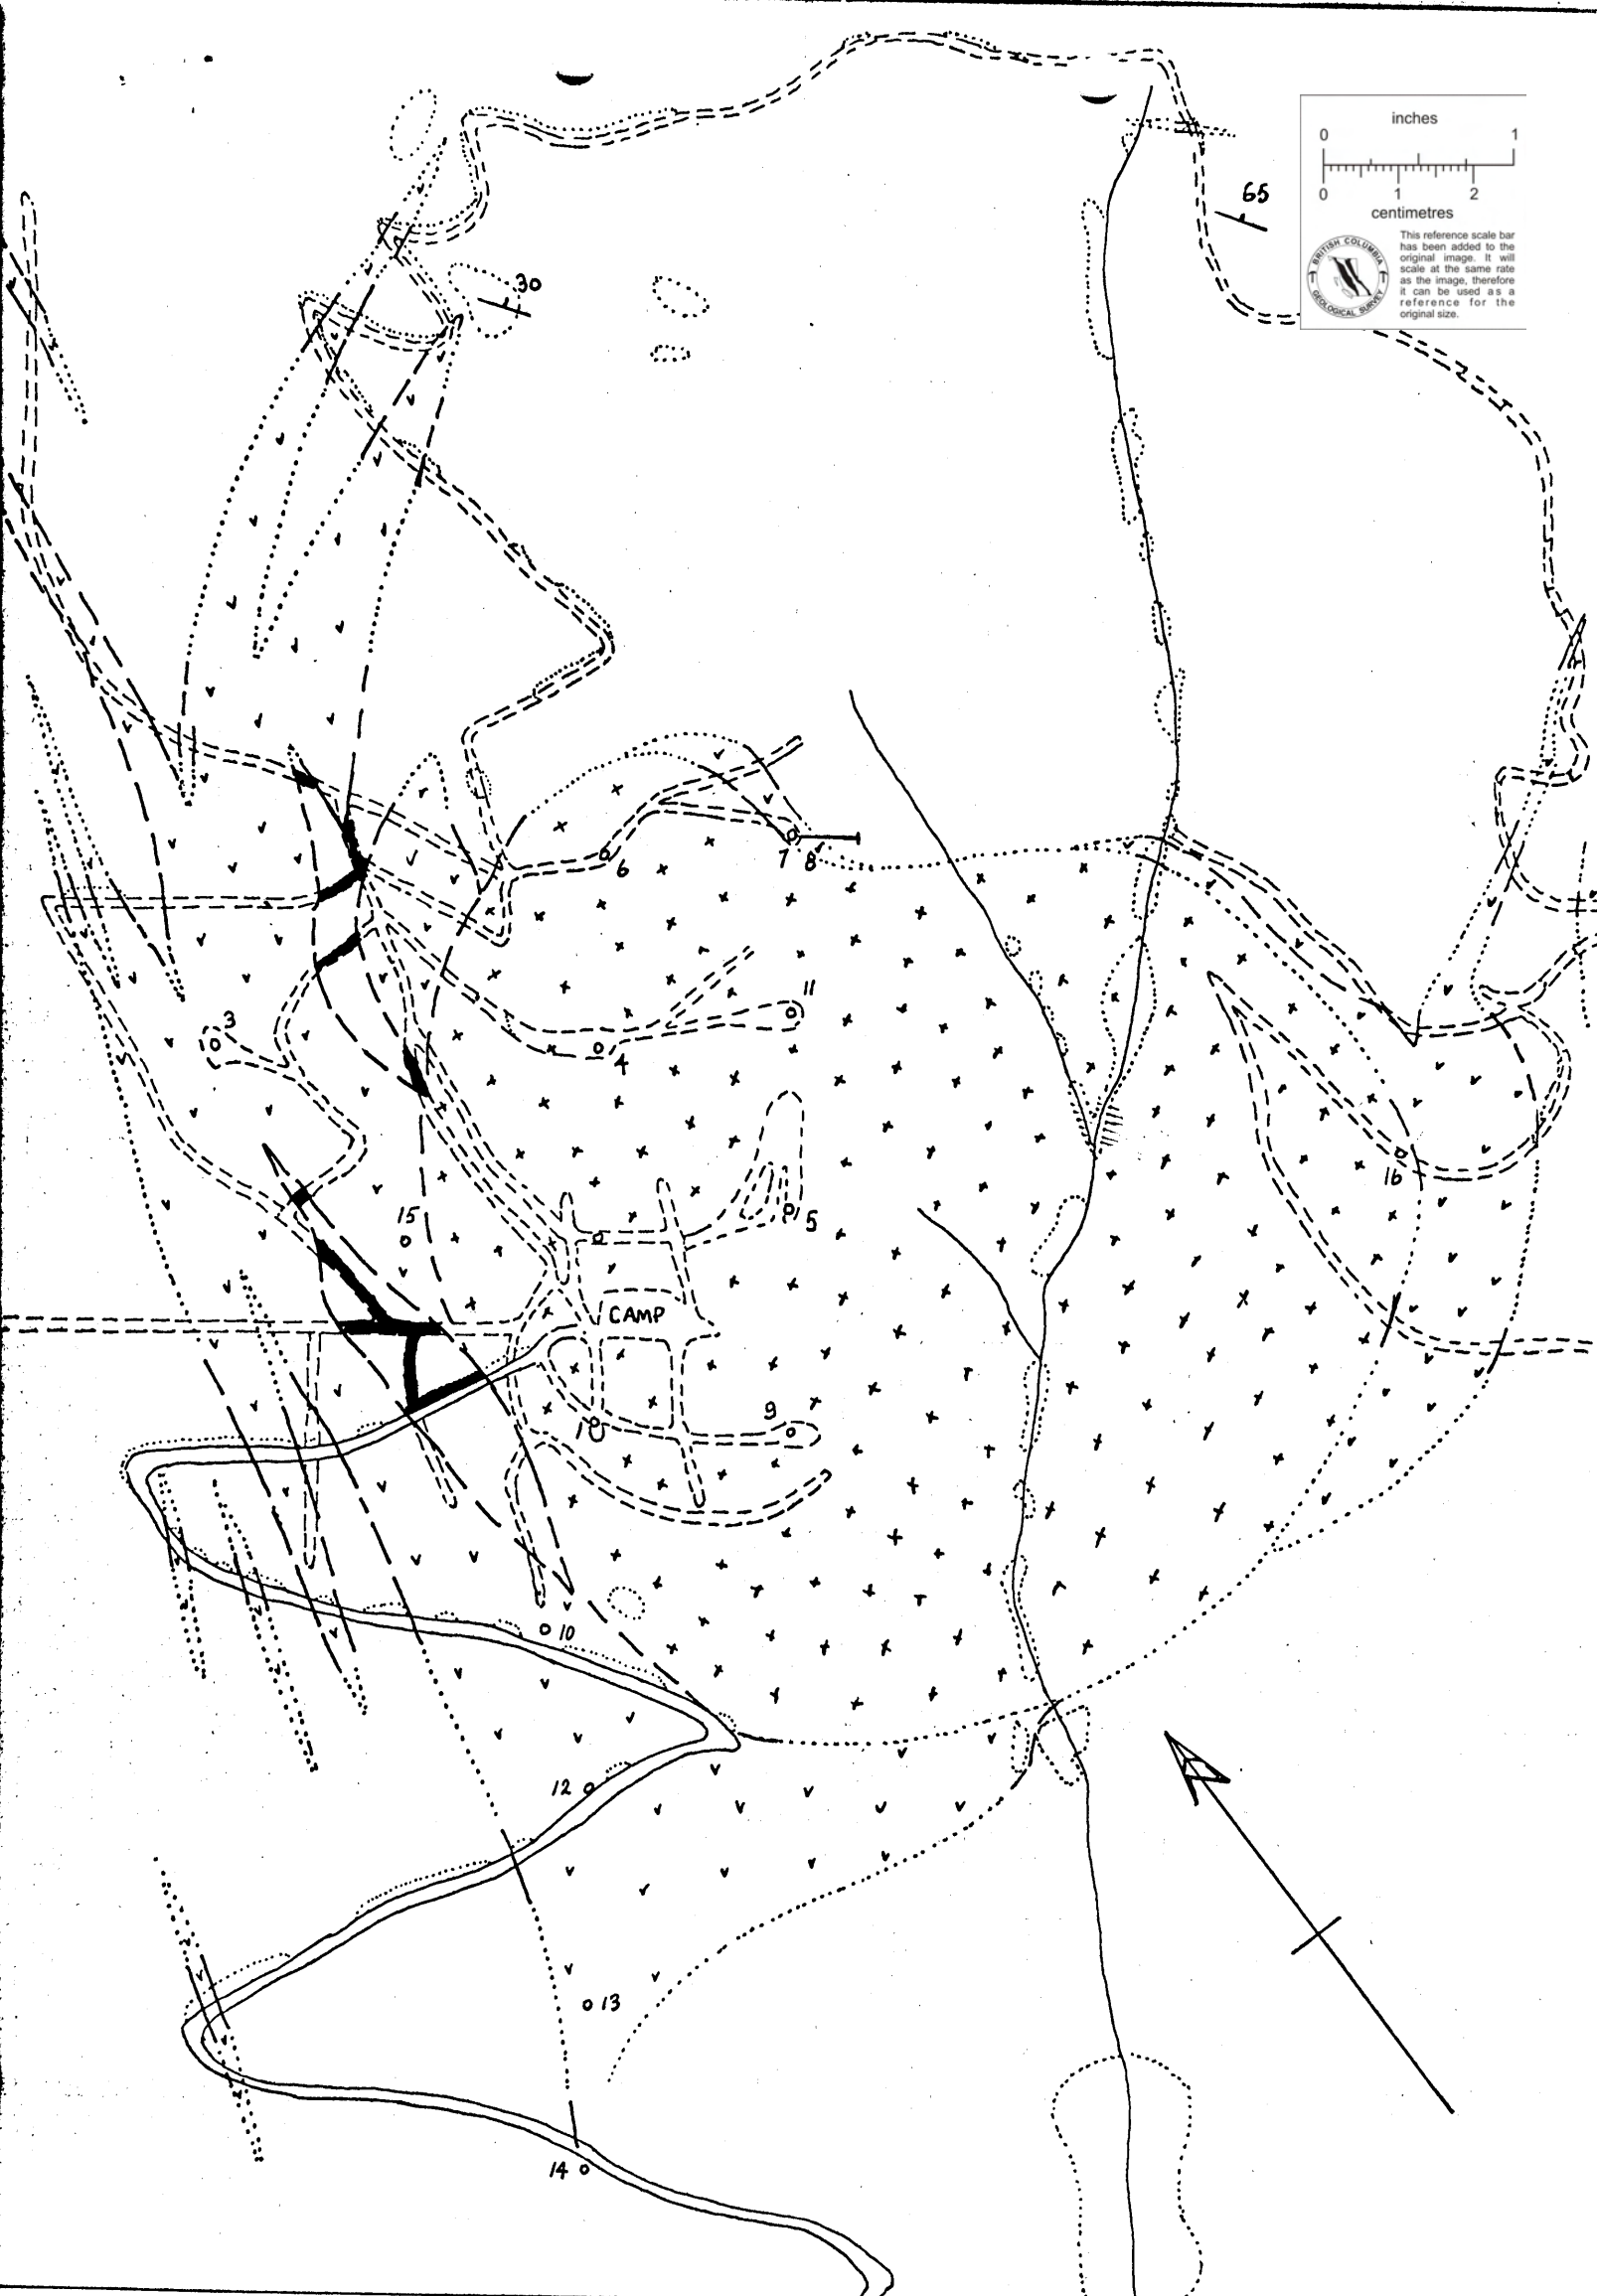 inches
0 1
0 1 2
centimetres
This reference scale bar
has been added to the
original image. It will
scale at the same rate
as the image, therefore
it can be used as a
reference for the
original size.
BRITISH COLUMBIA
GEOLOGICAL SURVEY
65
30
6
7 8
3
11
4
15
5
16
CAMP
9
10
12
13
14